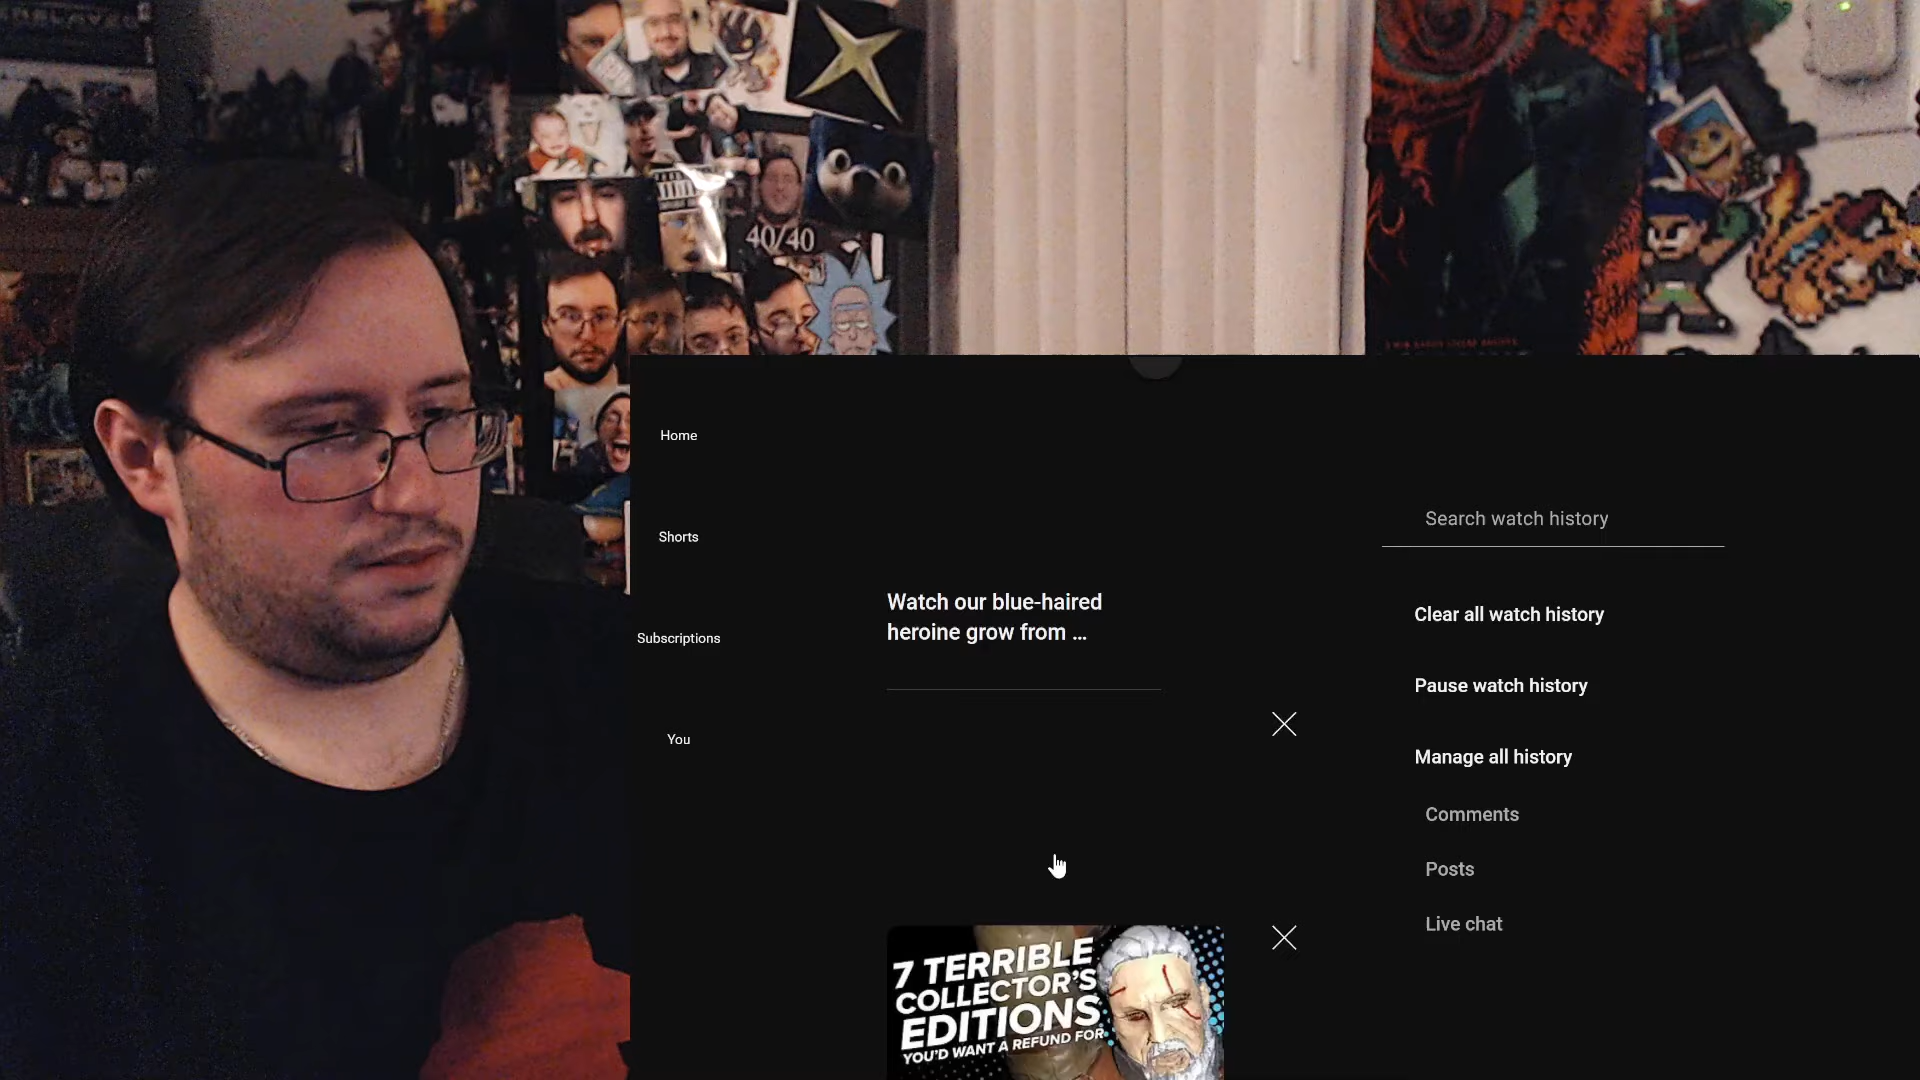 40/40
Home
Search watch history
Shorts
Watch our blue-haired
heroine grow from ...
Clear all watch history
Subscriptions
Pause watch history
You
Manage all history
Comments
Posts
Live chat
7 TERRIBLE
COLLECTOR'S
EDITIONS
YOU'D WANT A REFUND FOR